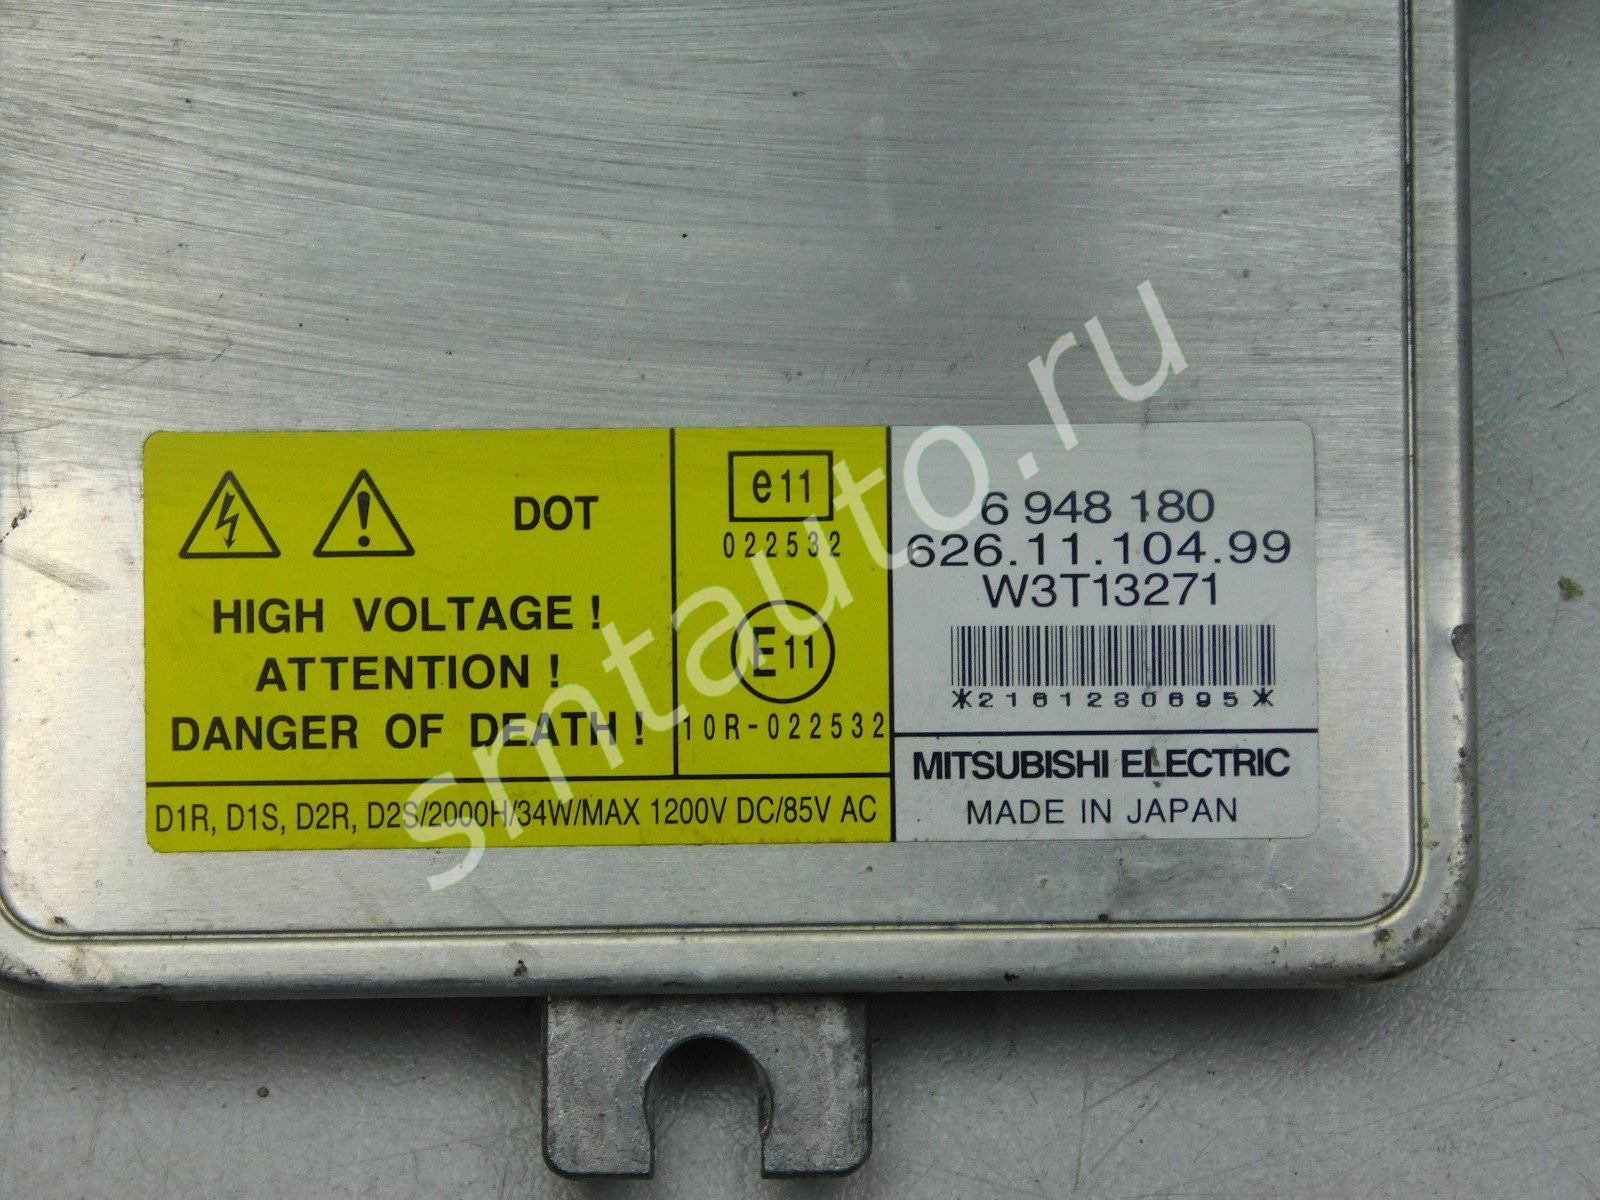 DOT
HIGH VOLTAGE !
ATTENTION !
DANGER OF DEATH !
D1R, D1S, D2R, D2S/2000H/34W/MAX 1200V DC/85V AC
e11
022532
E11
10R-022532
6 948 180
626.11.104.99
W3T13271
*2161280695*
MITSUBISHI ELECTRIC
MADE IN JAPAN
smtauto.ru